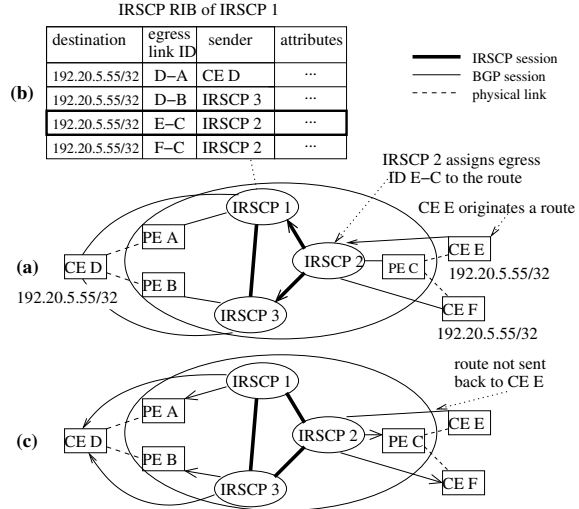 IRSCP RIB of IRSCP 1
destination egress link ID sender attributes
192.20.5.55/32 D−A CE D ...
192.20.5.55/32 D−B IRSCP 3 ...
192.20.5.55/32 E−C IRSCP 2 ...
192.20.5.55/32 F−C IRSCP 2 ...
(b)
IRSCP session
BGP session
physical link
IRSCP 2 assigns egress
ID E−C to the route
CE E originates a route
IRSCP 1
PE A
IRSCP 2
CE E
(a)
CE D
PE C
192.20.5.55/32
PE B
192.20.5.55/32
IRSCP 3
CE F
192.20.5.55/32
route not sent
back to CE E
IRSCP 1
PE A
CE E
(c)
CE D
IRSCP 2
PE C
PE B
IRSCP 3
CE F